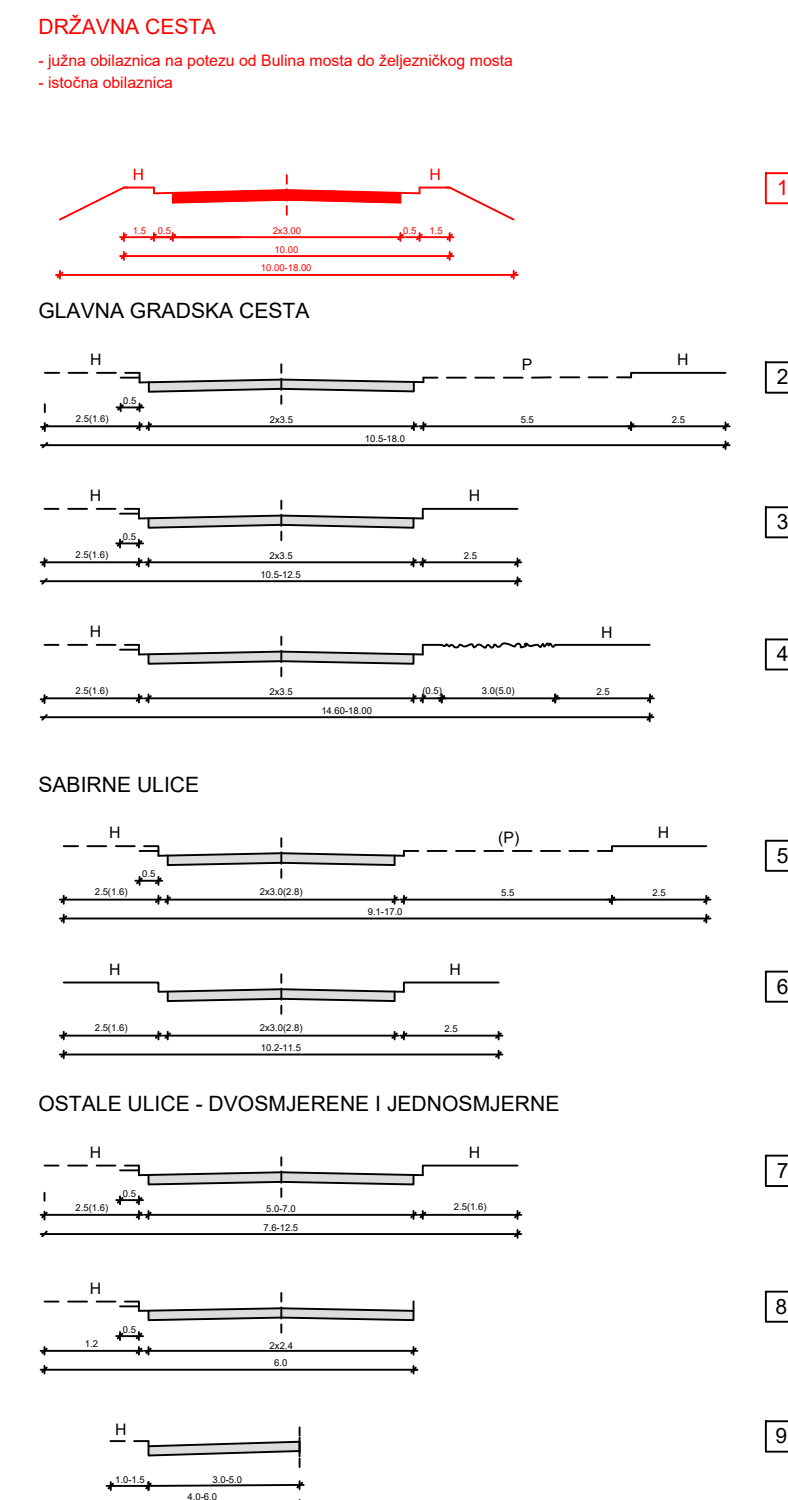 DRŽAVNA CESTA
- južna obilaznica na potezu od Bulina mosta do željezničkog mosta
- istočna obilaznica
H H 1
1.5 0.5 2x3.00 0.5 1.5
10.00
10.00-18.00
GLAVNA GRADSKA CESTA
H P H 2
0.5
2.5(1.6) 2x3.5 5.5 2.5
10.5-18.0
H H 3
0.5
2.5(1.6) 2x3.5 2.5
10.5-12.5
H H 4
2.5(1.6) 2x3.5 (0.5) 3.0(5.0) 2.5
14.60-18.00
SABIRNE ULICE
H (P) H 5
0.5
2.5(1.6) 2x3.0(2.8) 5.5 2.5
9.1-17.0
H H 6
2.5(1.6) 2x3.0(2.8) 2.5
10.2-11.5
OSTALE ULICE - DVOSMJERENE I JEDNOSMJERNE
H H 7
0.5
2.5(1.6) 5.0-7.0 2.5(1.6)
7.6-12.5
H 8
0.5
1.2 2x2.4
6.0
H 9
1.0-1.5 3.0-5.0
4.0-6.0